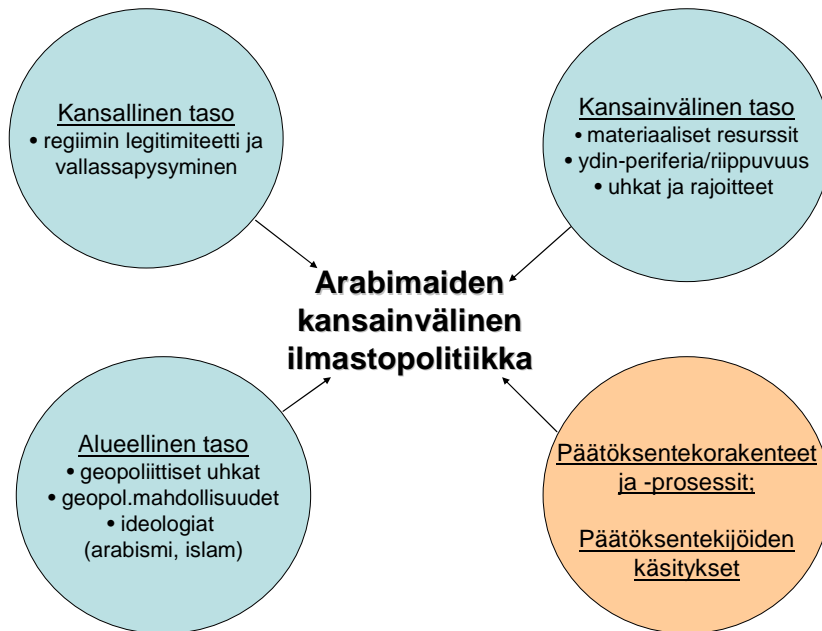 Kansallinen taso
• regiimin legitimiteetti ja
vallassapysyminen
Kansainvälinen taso
• materiaaliset resurssit
• ydin-periferia/riippuvuus
• uhkat ja rajoitteet
Arabimaiden
kansainvälinen
ilmastopolitiikka
Alueellinen taso
• geopoliittiset uhkat
• geopol.mahdollisuudet
• ideologiat
(arabismi, islam)
Päätöksentekorakenteet
ja -prosessit;
Päätöksentekijöiden
käsitykset